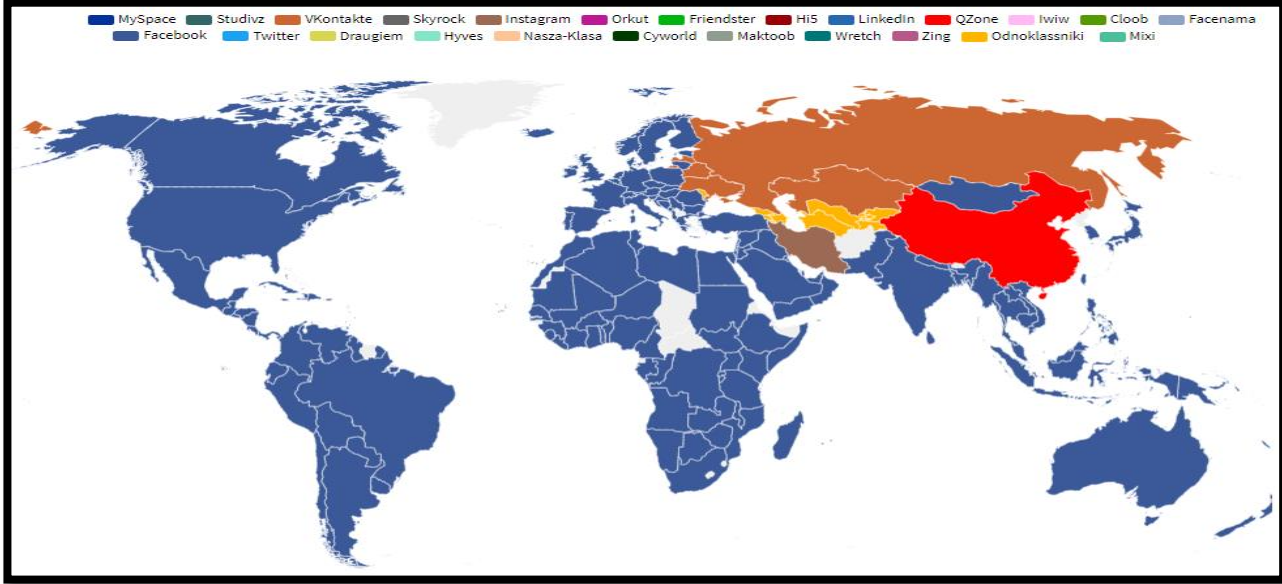 MySpace Studivz VKontakte Skyrock Instagram Orkut Friendster Hi5 LinkedIn QZone Iwiw Cloob Facenama
Facebook Twitter Draugiem Hyves Nasza-Klasa Cyworld Maktoob Wretch Zing Odnoklassniki Mixi